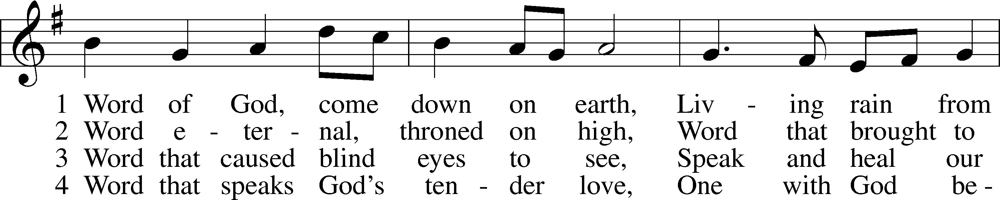 1 Word of God, come down on earth, Liv - ing rain from
2 Word e - ter - nal, throned on high, Word that brought to
3 Word that caused blind eyes to see, Speak and heal our
4 Word that speaks God's ten - der love, One with God be -